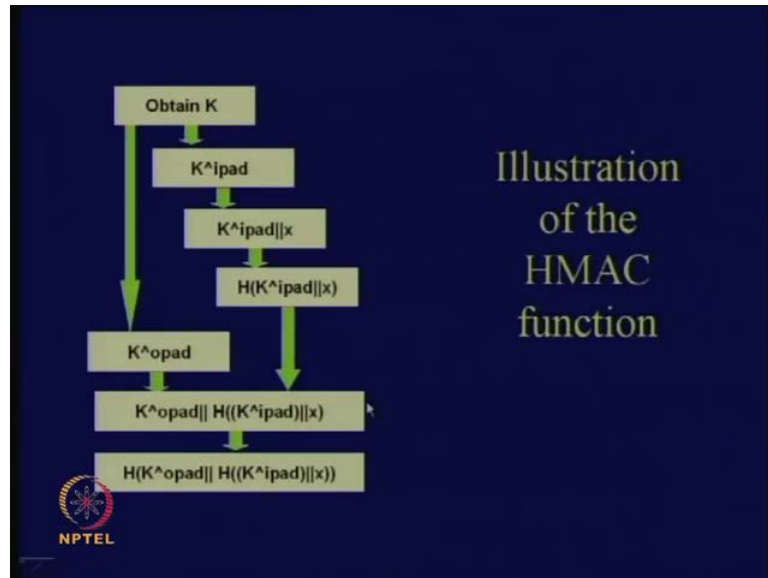 Obtain K
K^ipad
K^ipad||x
H(K^ipad||x)
K^opad
K^opad|| H((K^ipad)||x)
H(K^opad|| H((K^ipad)||x))
Illustration
of the
HMAC
function
NPTEL